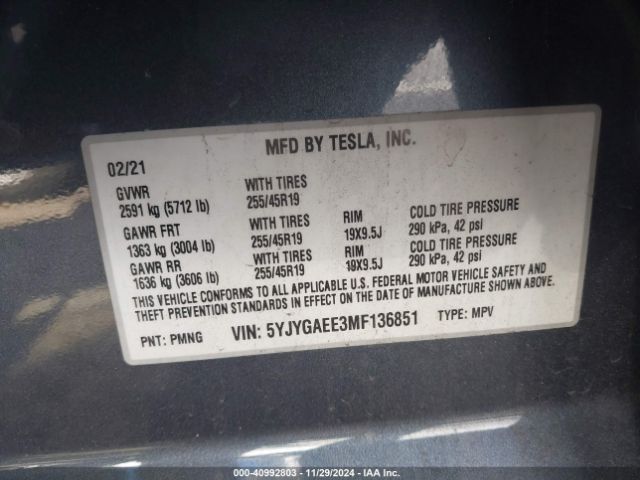 MFD BY TESLA, INC.
02/21
GVWR WITH TIRES
2591 kg (5712 lb) 255/45R19
GAWR FRT WITH TIRES RIM COLD TIRE PRESSURE
1363 kg (3004 lb) 255/45R19 19X9.5J 290 kPa, 42 psi
GAWR RR WITH TIRES RIM COLD TIRE PRESSURE
1636 kg (3606 lb) 255/45R19 19X9.5J 290 kPa, 42 psi
THIS VEHICLE CONFORMS TO ALL APPLICABLE U.S. FEDERAL MOTOR VEHICLE SAFETY AND
THEFT PREVENTION STANDARDS IN EFFECT ON THE DATE OF MANUFACTURE SHOWN ABOVE.
PNT: PMNG VIN: 5YJYGAEE3MF136851 TYPE: MPV
000-40992803 - 11/29/2024 - IAA Inc.